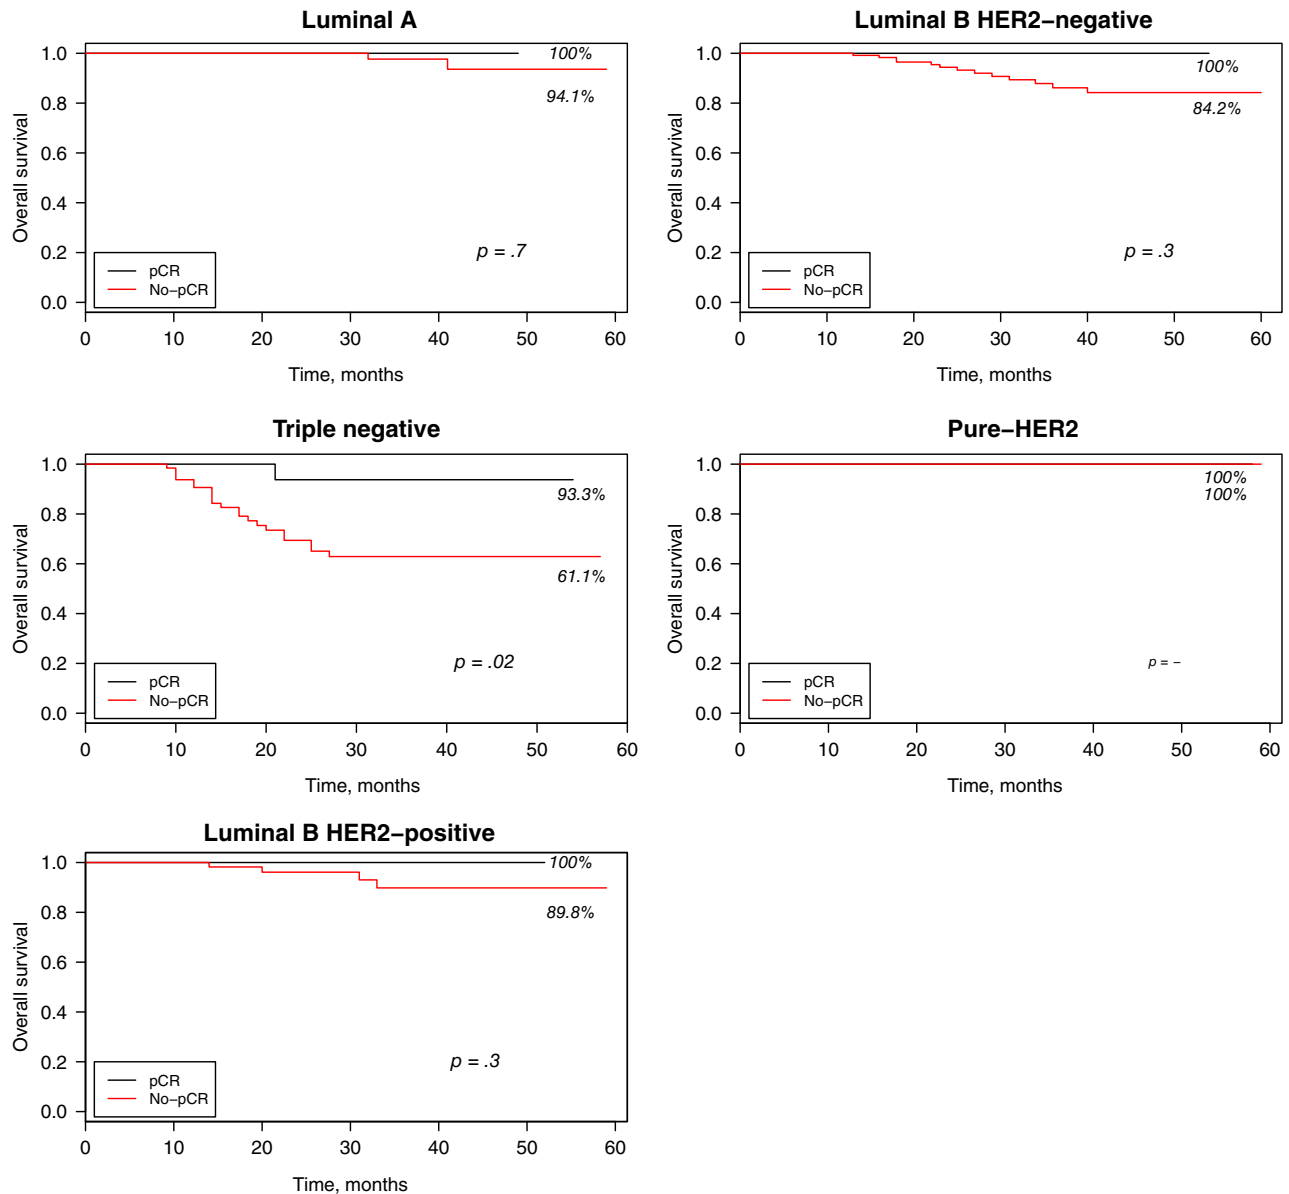 Luminal A
Overall survival
1.0
0.8
0.6
0.4
0.2
0.0
100%
94.1%
p = .7
pCR
No–pCR
0 10 20 30 40 50 60
Time, months
Luminal B HER2–negative
Overall survival
1.0
0.8
0.6
0.4
0.2
0.0
100%
84.2%
p = .3
pCR
No–pCR
0 10 20 30 40 50 60
Time, months
Triple negative
Overall survival
1.0
0.8
0.6
0.4
0.2
0.0
93.3%
61.1%
p = .02
pCR
No–pCR
0 10 20 30 40 50 60
Time, months
Pure–HER2
Overall survival
1.0
0.8
0.6
0.4
0.2
0.0
100%
100%
p = –
pCR
No–pCR
0 10 20 30 40 50 60
Time, months
Luminal B HER2–positive
Overall survival
1.0
0.8
0.6
0.4
0.2
0.0
100%
89.8%
p = .3
pCR
No–pCR
0 10 20 30 40 50 60
Time, months